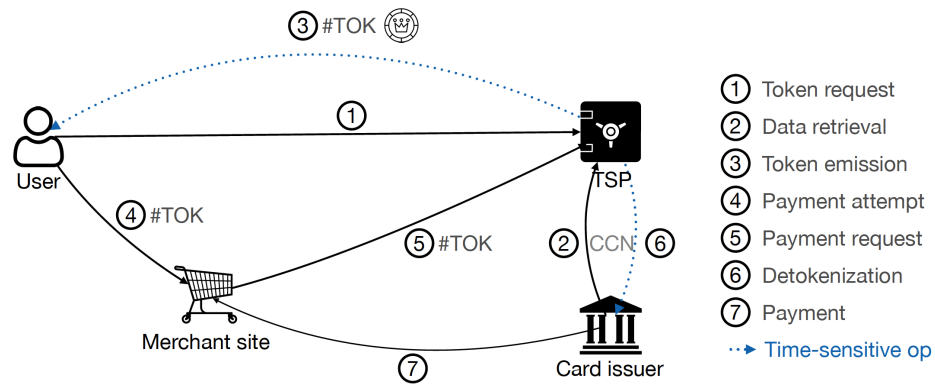 3 #TOK
1
User
TSP
4 #TOK
5 #TOK
2 CCN 6
Merchant site
7
Card issuer
1 Token request
2 Data retrieval
3 Token emission
4 Payment attempt
5 Payment request
6 Detokenization
7 Payment
Time-sensitive op